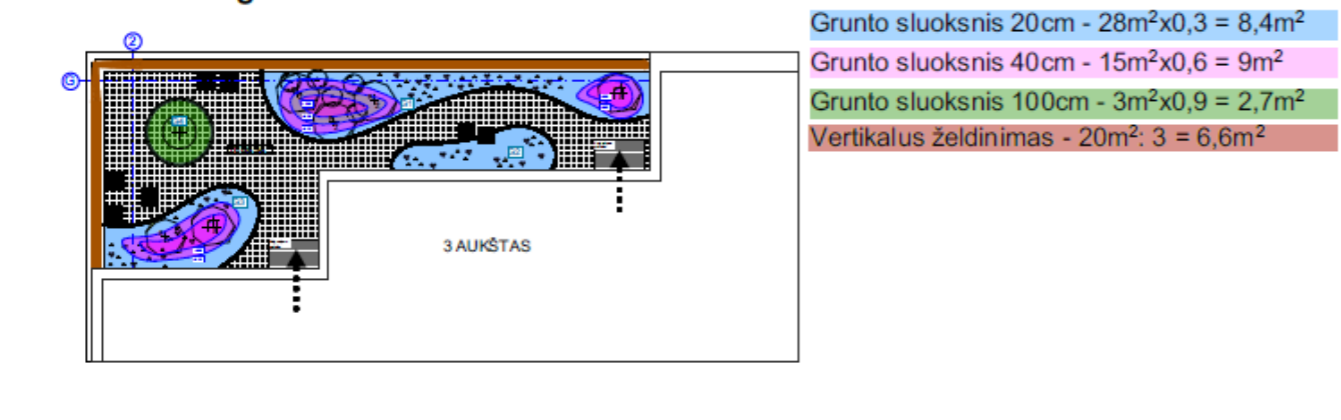 Grunto sluoksnis 20cm - 28m²x0,3 = 8,4m²
Grunto sluoksnis 40cm - 15m²x0,6 = 9m²
Grunto sluoksnis 100cm - 3m²x0,9 = 2,7m²
Vertikalus želdinimas - 20m²: 3 = 6,6m²
2
G
3 AUKŠTAS